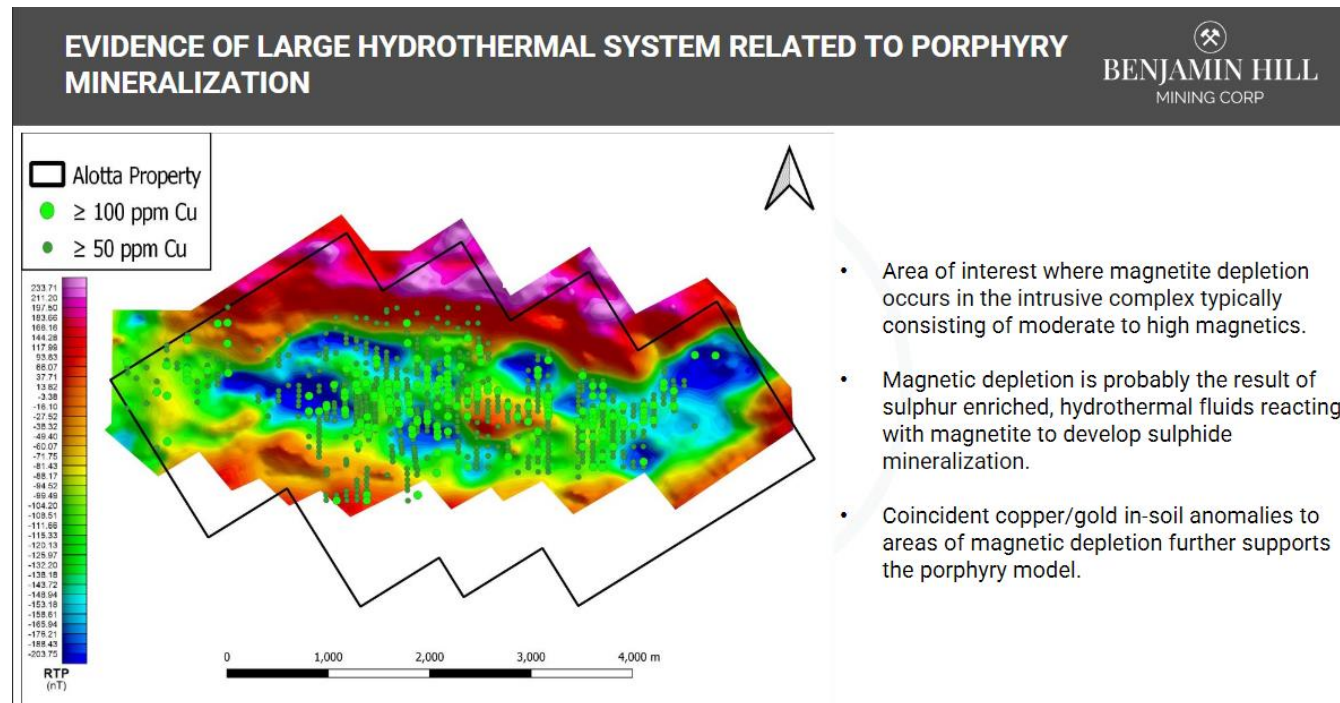 EVIDENCE OF LARGE HYDROTHERMAL SYSTEM RELATED TO PORPHYRY
MINERALIZATION
BENJAMIN HILL
MINING CORP
Alotta Property
≥ 100 ppm Cu
≥ 50 ppm Cu
233.71
211.20
197.50
183.66
168.16
144.28
117.99
93.83
68.07
37.71
13.82
-3.38
-16.10
-27.52
-38.32
-49.40
-60.07
-71.75
-81.43
-88.17
-94.52
-99.49
-104.20
-108.51
-111.66
-115.33
-120.13
-125.97
-132.20
-138.18
-143.72
-148.94
-153.18
-158.61
-165.94
-176.21
-188.43
-203.75
RTP
(nT)
0 1,000 2,000 3,000 4,000 m
• Area of interest where magnetite depletion
occurs in the intrusive complex typically
consisting of moderate to high magnetics.
• Magnetic depletion is probably the result of
sulphur enriched, hydrothermal fluids reacting
with magnetite to develop sulphide
mineralization.
• Coincident copper/gold in-soil anomalies to
areas of magnetic depletion further supports
the porphyry model.